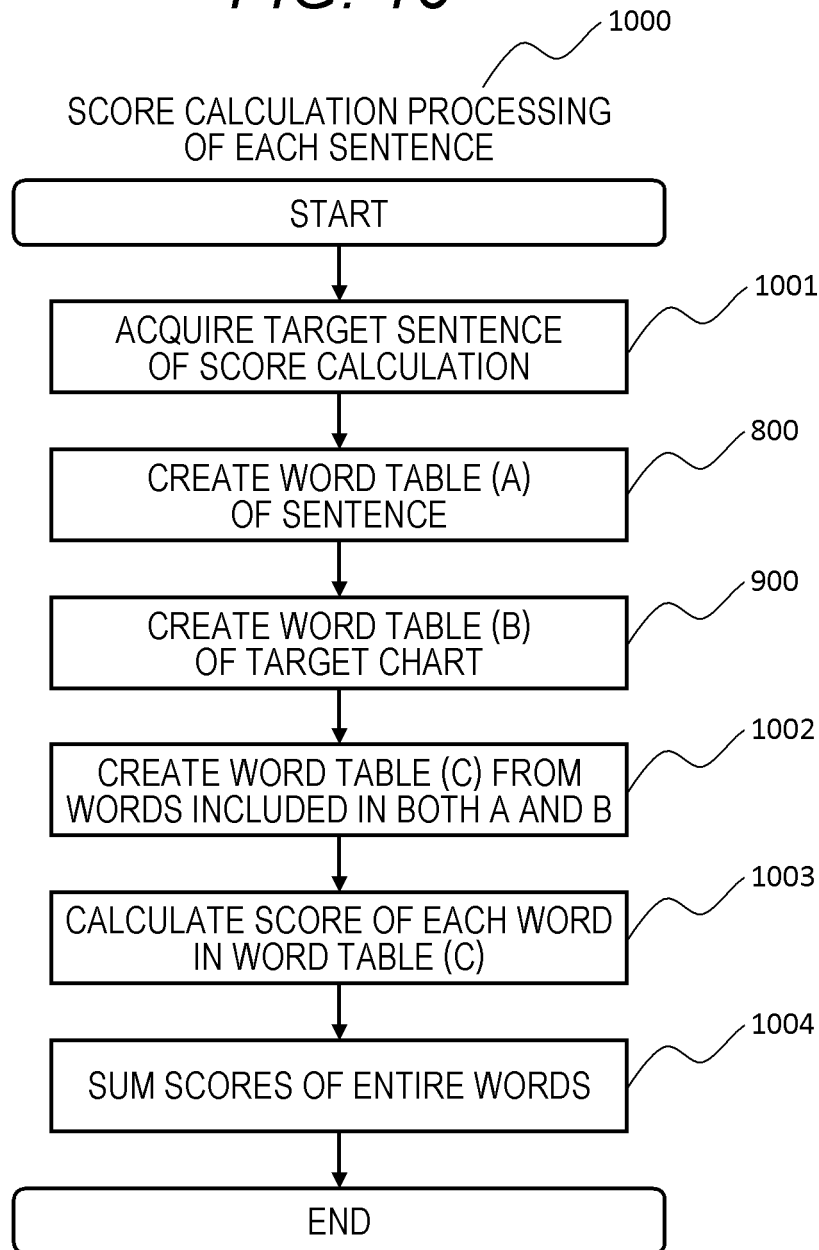 FIG. 10
1000
SCORE CALCULATION PROCESSING
OF EACH SENTENCE
START
1001
ACQUIRE TARGET SENTENCE
OF SCORE CALCULATION
800
CREATE WORD TABLE (A)
OF SENTENCE
900
CREATE WORD TABLE (B)
OF TARGET CHART
1002
CREATE WORD TABLE (C) FROM
WORDS INCLUDED IN BOTH A AND B
1003
CALCULATE SCORE OF EACH WORD
IN WORD TABLE (C)
1004
SUM SCORES OF ENTIRE WORDS
END